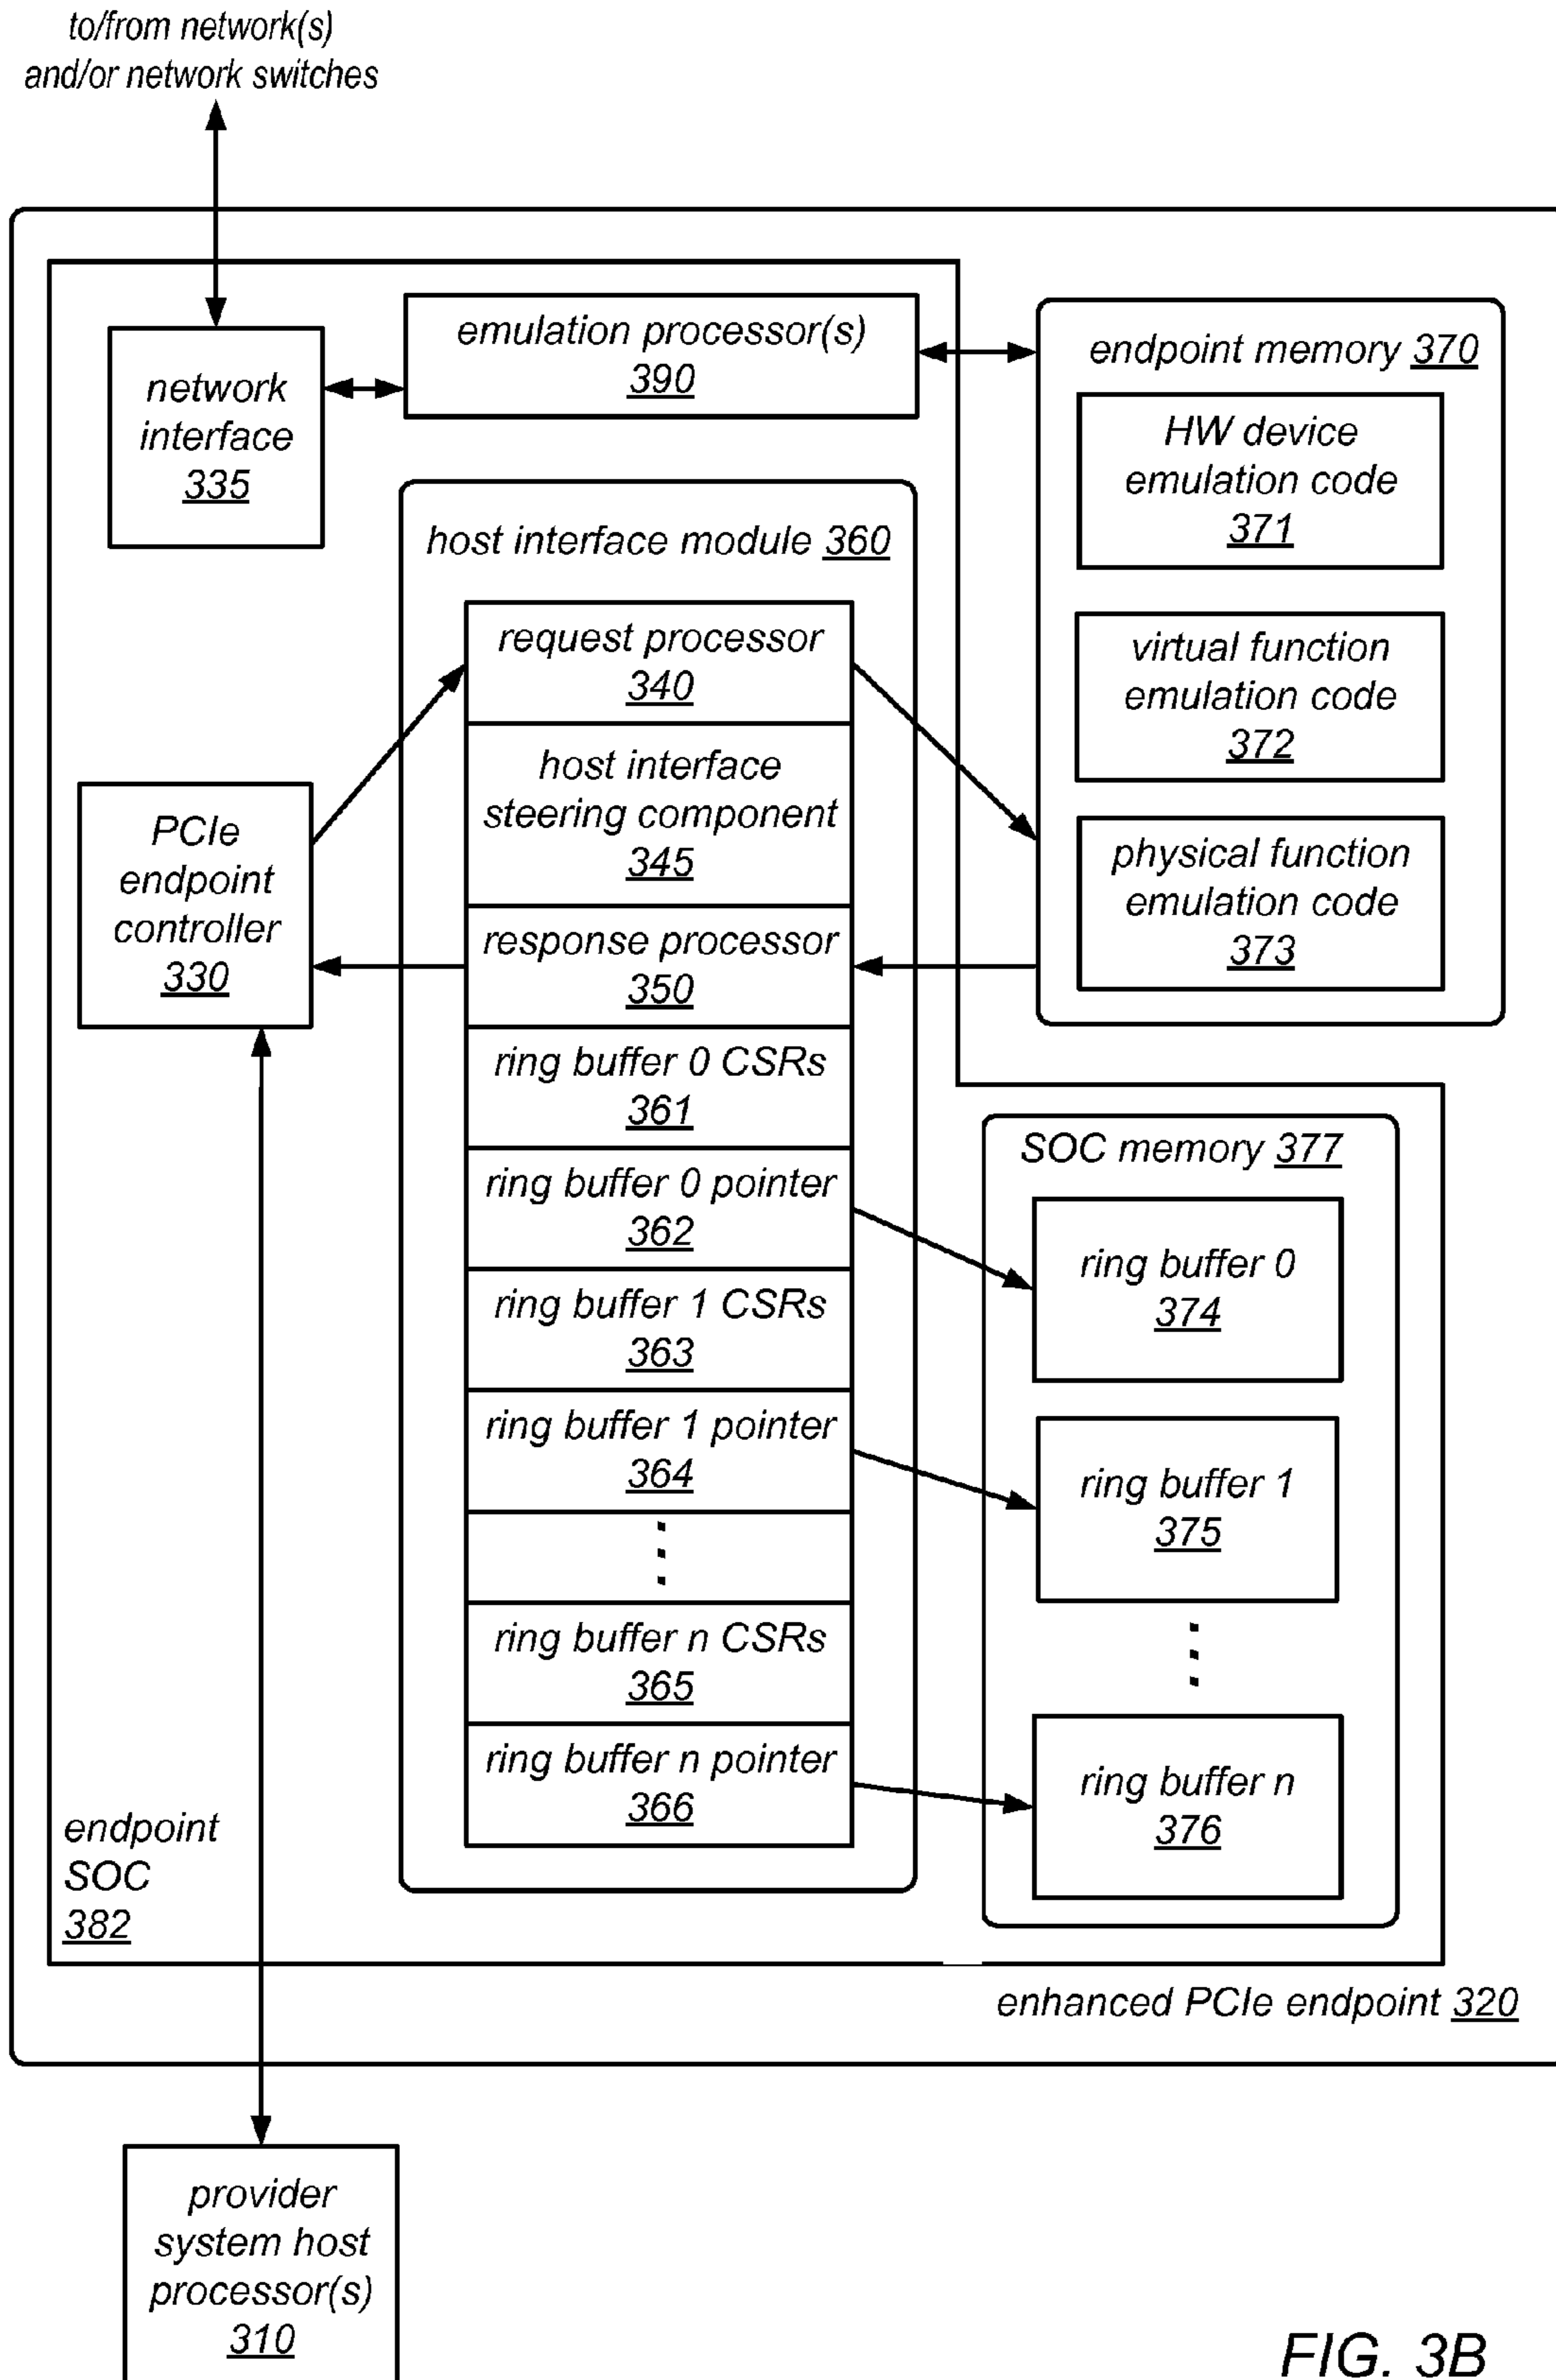 to/from network(s)
and/or network switches
emulation processor(s)
390
network
interface
335
endpoint memory 370
HW device
emulation code
371
virtual function
emulation code
372
physical function
emulation code
373
host interface module 360
request processor
340
host interface
steering component
345
response processor
350
ring buffer 0 CSRs
361
ring buffer 0 pointer
362
ring buffer 1 CSRs
363
ring buffer 1 pointer
364
ring buffer n CSRs
365
ring buffer n pointer
366
PCIe
endpoint
controller
330
SOC memory 377
ring buffer 0
374
ring buffer 1
375
ring buffer n
376
endpoint
SOC
382
enhanced PCIe endpoint 320
provider
system host
processor(s)
310
FIG. 3B